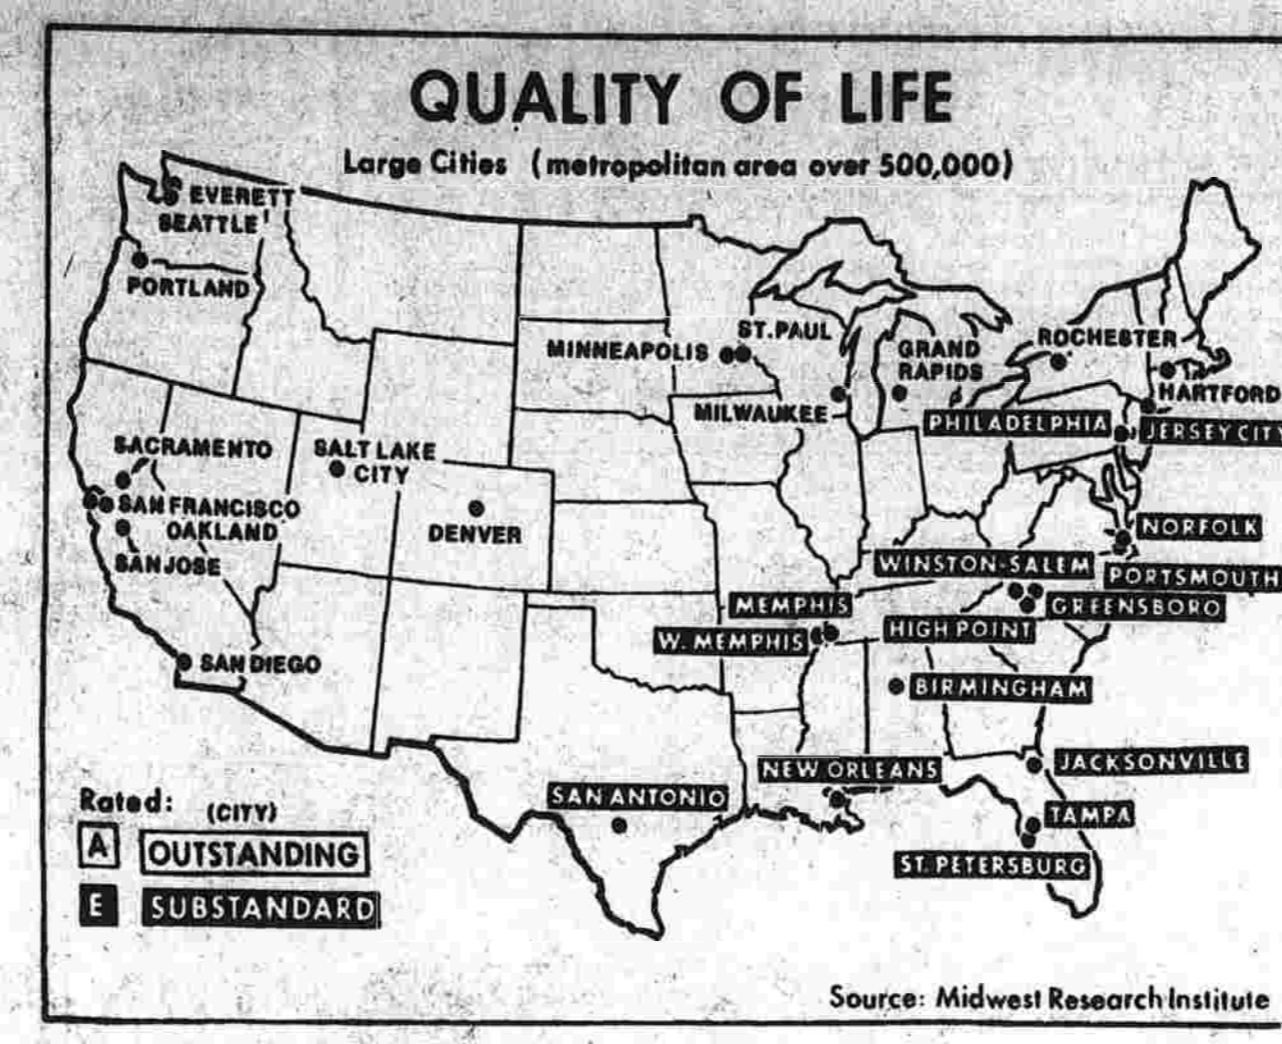 QUALITY OF LIFE
Large Cities (metropolitan area over 500,000)
EVERETT
SEATTLE
PORTLAND
MINNEAPOLIS
ST. PAUL
MILWAUKEE
GRAND
RAPIDS
ROCHESTER
HARTFORD
PHILADELPHIA
JERSEY CITY
SACRAMENTO
SAN FRANCISCO
OAKLAND
SAN JOSE
SALT LAKE
CITY
DENVER
SAN DIEGO
NORFOLK
WINSTON-SALEM
PORTSMOUTH
MEMPHIS
GREENSBORO
W. MEMPHIS
HIGH POINT
BIRMINGHAM
NEW ORLEANS
JACKSONVILLE
SAN ANTONIO
TAMPA
ST. PETERSBURG
Rated: (CITY)
A OUTSTANDING
E SUBSTANDARD
Source: Midwest Research Institute